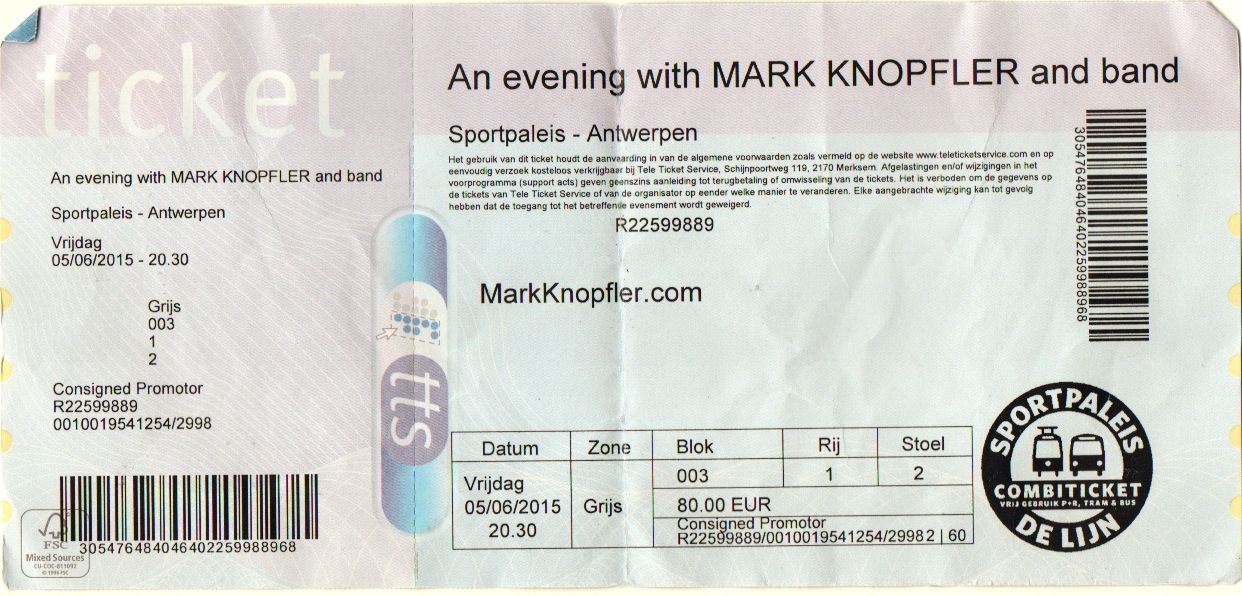 ticket
An evening with MARK KNOPFLER and band
Sportpaleis - Antwerpen
Vrijdag
05/06/2015 - 20.30
Grijs
003
1
2
Consigned Promotor
R22599889
0010019541254/2998
3054764840464022599889​68
FSC
Mixed Sources
CU-COC-811092
© 1996 FSC
tts
An evening with MARK KNOPFLER and band
Sportpaleis - Antwerpen
Het gebruik van dit ticket houdt de aanvaarding in van de algemene voorwaarden zoals vermeld op de website www.teleticketservice.com en op
eenvoudig verzoek kosteloos verkrijgbaar bij Tele Ticket Service, Schijnpoortweg 119, 2170 Merksem. Afgelastingen en/of wijzigingen in het
voorprogramma (support acts) geven geenszins aanleiding tot terugbetaling of omwisseling van de tickets. Het is verboden om de gegevens op
de tickets van Tele Ticket Service of van de organisator op eender welke manier te veranderen. Elke aangebrachte wijziging kan tot gevolg
hebben dat de toegang tot het betreffende evenement wordt geweigerd.
R22599889
MarkKnopfler.com
305476484046402259988968
Datum Zone Blok Rij Stoel
003 1 2
Vrijdag
05/06/2015 Grijs 80.00 EUR
20.30
Consigned Promotor
R22599889/0010019541254/2998 2 | 60
SPORTPALEIS
COMBITICKET
VRIJ GEBRUIK P+R, TRAM & BUS
DE LIJN